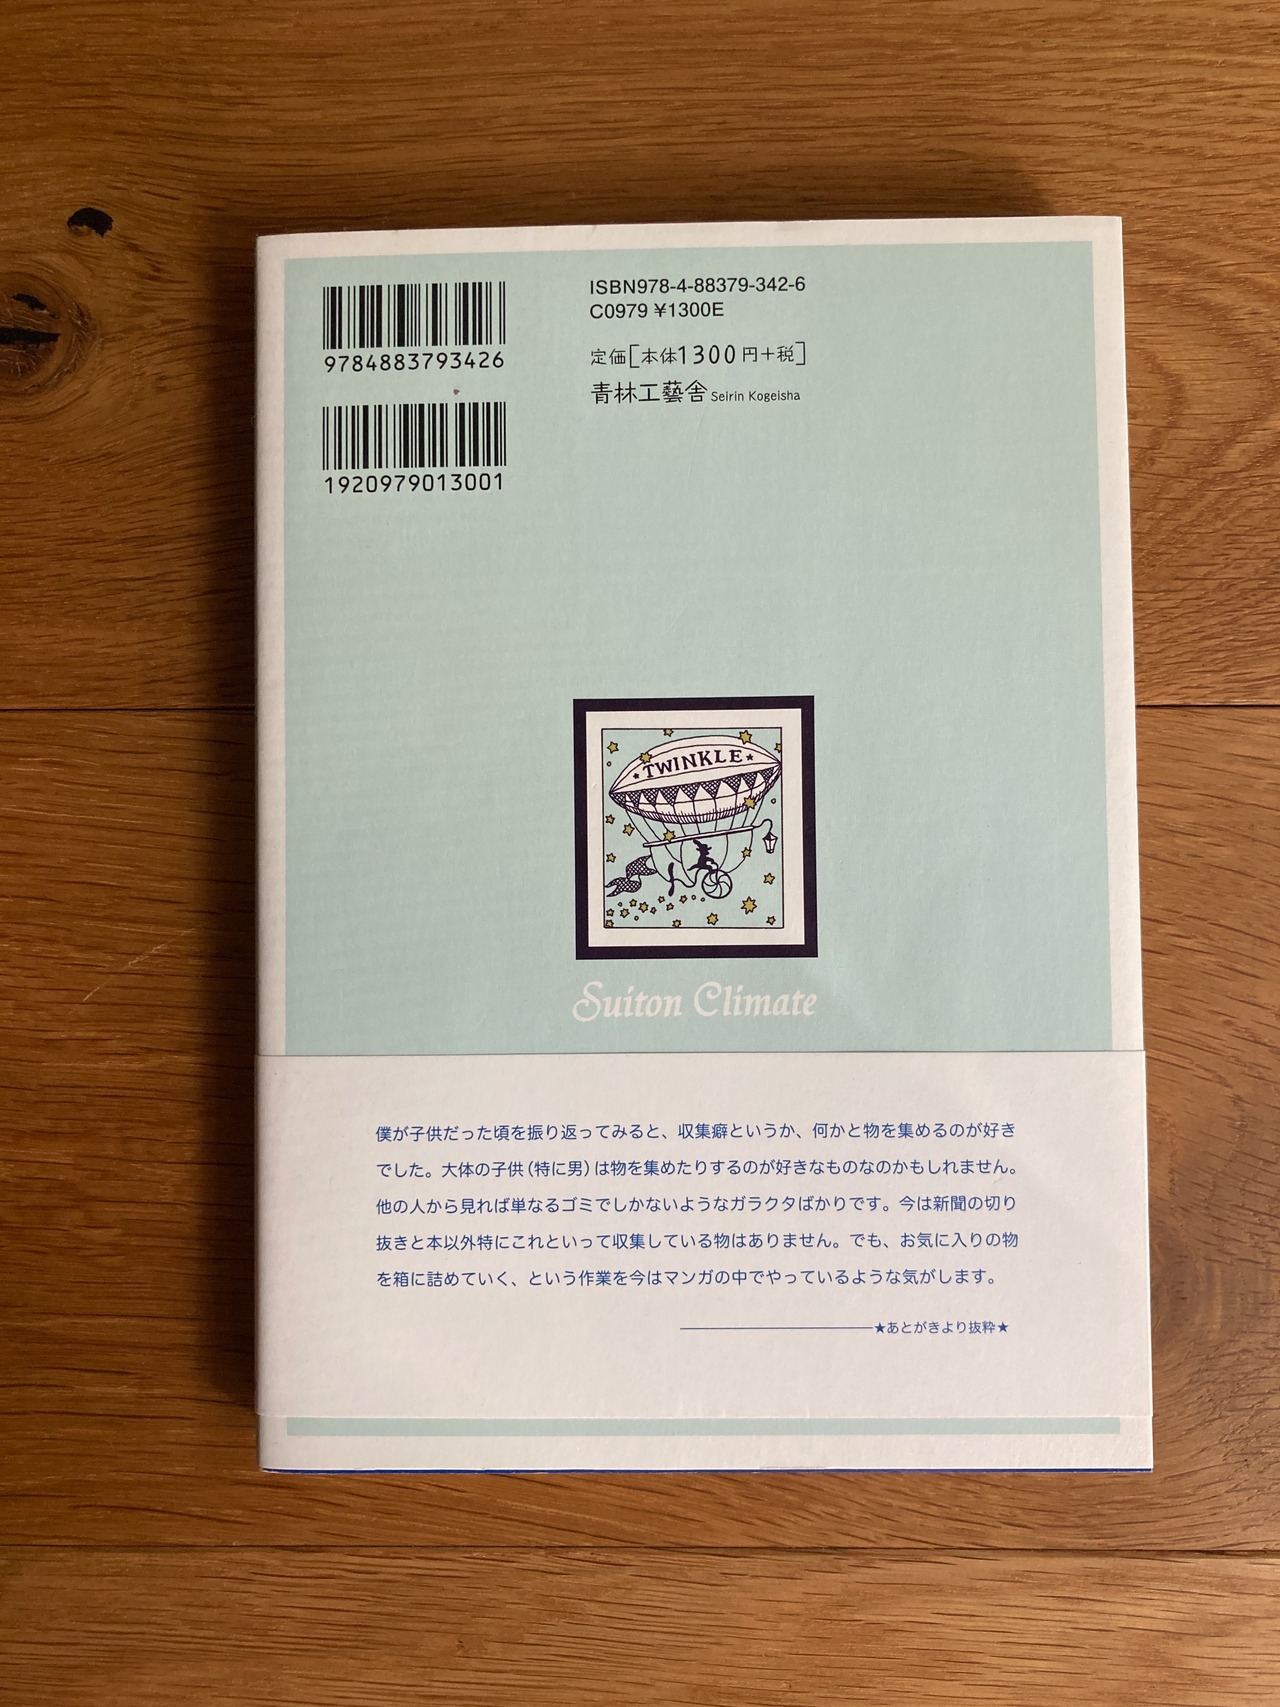 9784883793426
1920979013001
ISBN978-4-88379-342-6
C0979 ¥1300E
定価[本体1300円+税]
青林工藝舎 Seirin Kogeisha
★TWINKLE★
Suiton Climate
僕が子供だった頃を振り返ってみると、収集癖というか、何かと物を集めるのが好き
でした。大体の子供（特に男）は物を集めたりするのが好きなものなのかもしれません。
他の人から見れば単なるゴミでしかないようなガラクタばかりです。今は新聞の切り
抜きと本以外特にこれといって収集している物はありません。でも、お気に入りの物
を箱に詰めていく、という作業を今はマンガの中でやっているような気がします。
★あとがきより抜粋★